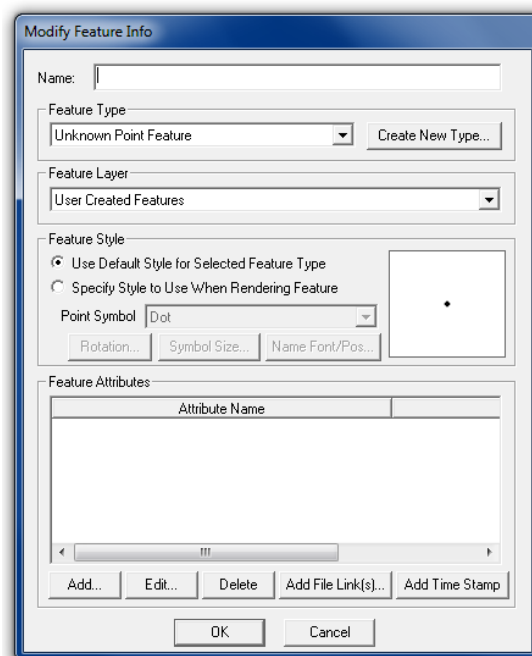 Modify Feature Info
Name:
Feature Type
Unknown Point Feature
Create New Type...
Feature Layer
User Created Features
Feature Style
Use Default Style for Selected Feature Type
Specify Style to Use When Rendering Feature
Point Symbol Dot
Rotation... Symbol Size... Name Font/Pos...
Feature Attributes
Attribute Name
Add... Edit... Delete Add File Link(s)... Add Time Stamp
OK Cancel